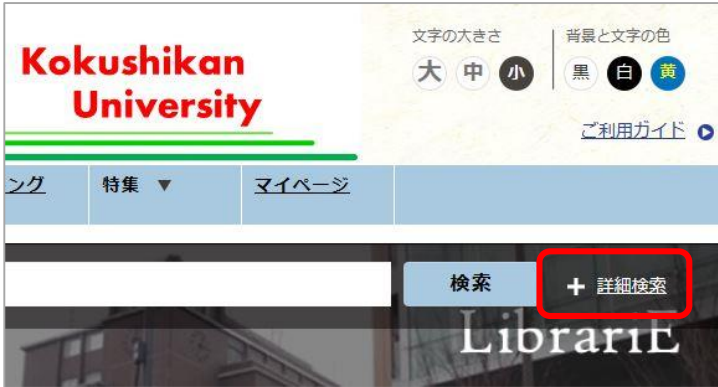 Kokushikan
University
文字の大きさ
大 中 小
背景と文字の色
黒 白 黄
ご利用ガイド
ング 特集 ▼ マイページ
検索 + 詳細検索
LibrariE